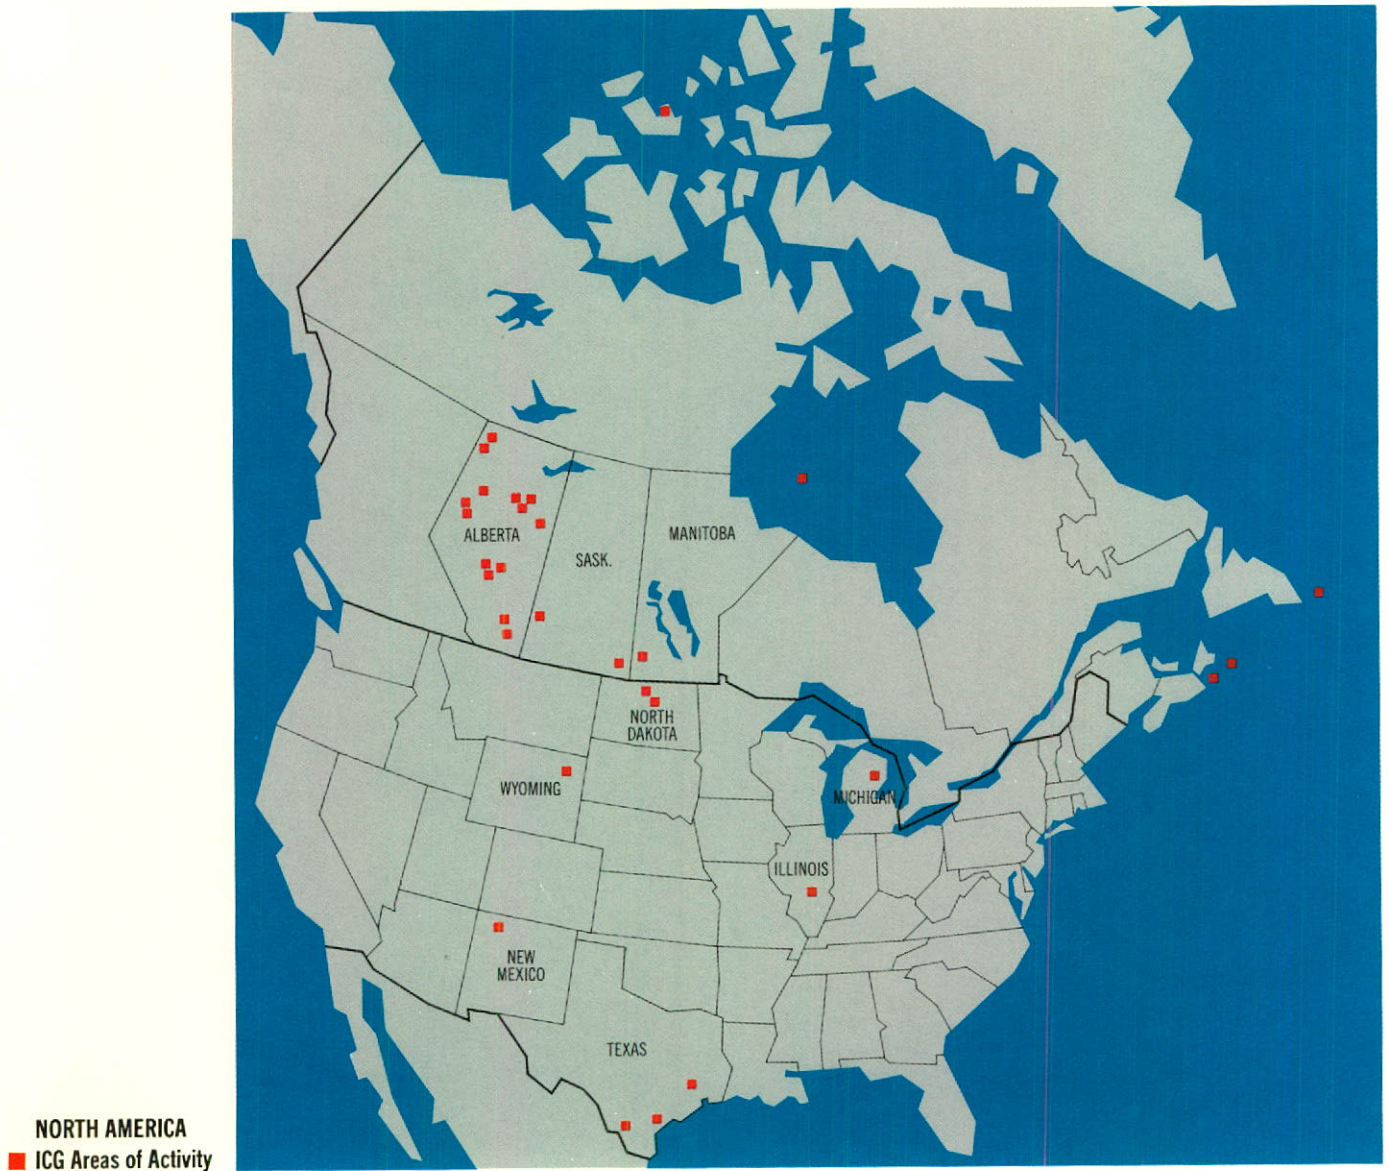 ALBERTA
SASK.
MANITOBA
NORTH
DAKOTA
WYOMING
MICHIGAN
ILLINOIS
NEW
MEXICO
TEXAS
NORTH AMERICA
ICG Areas of Activity